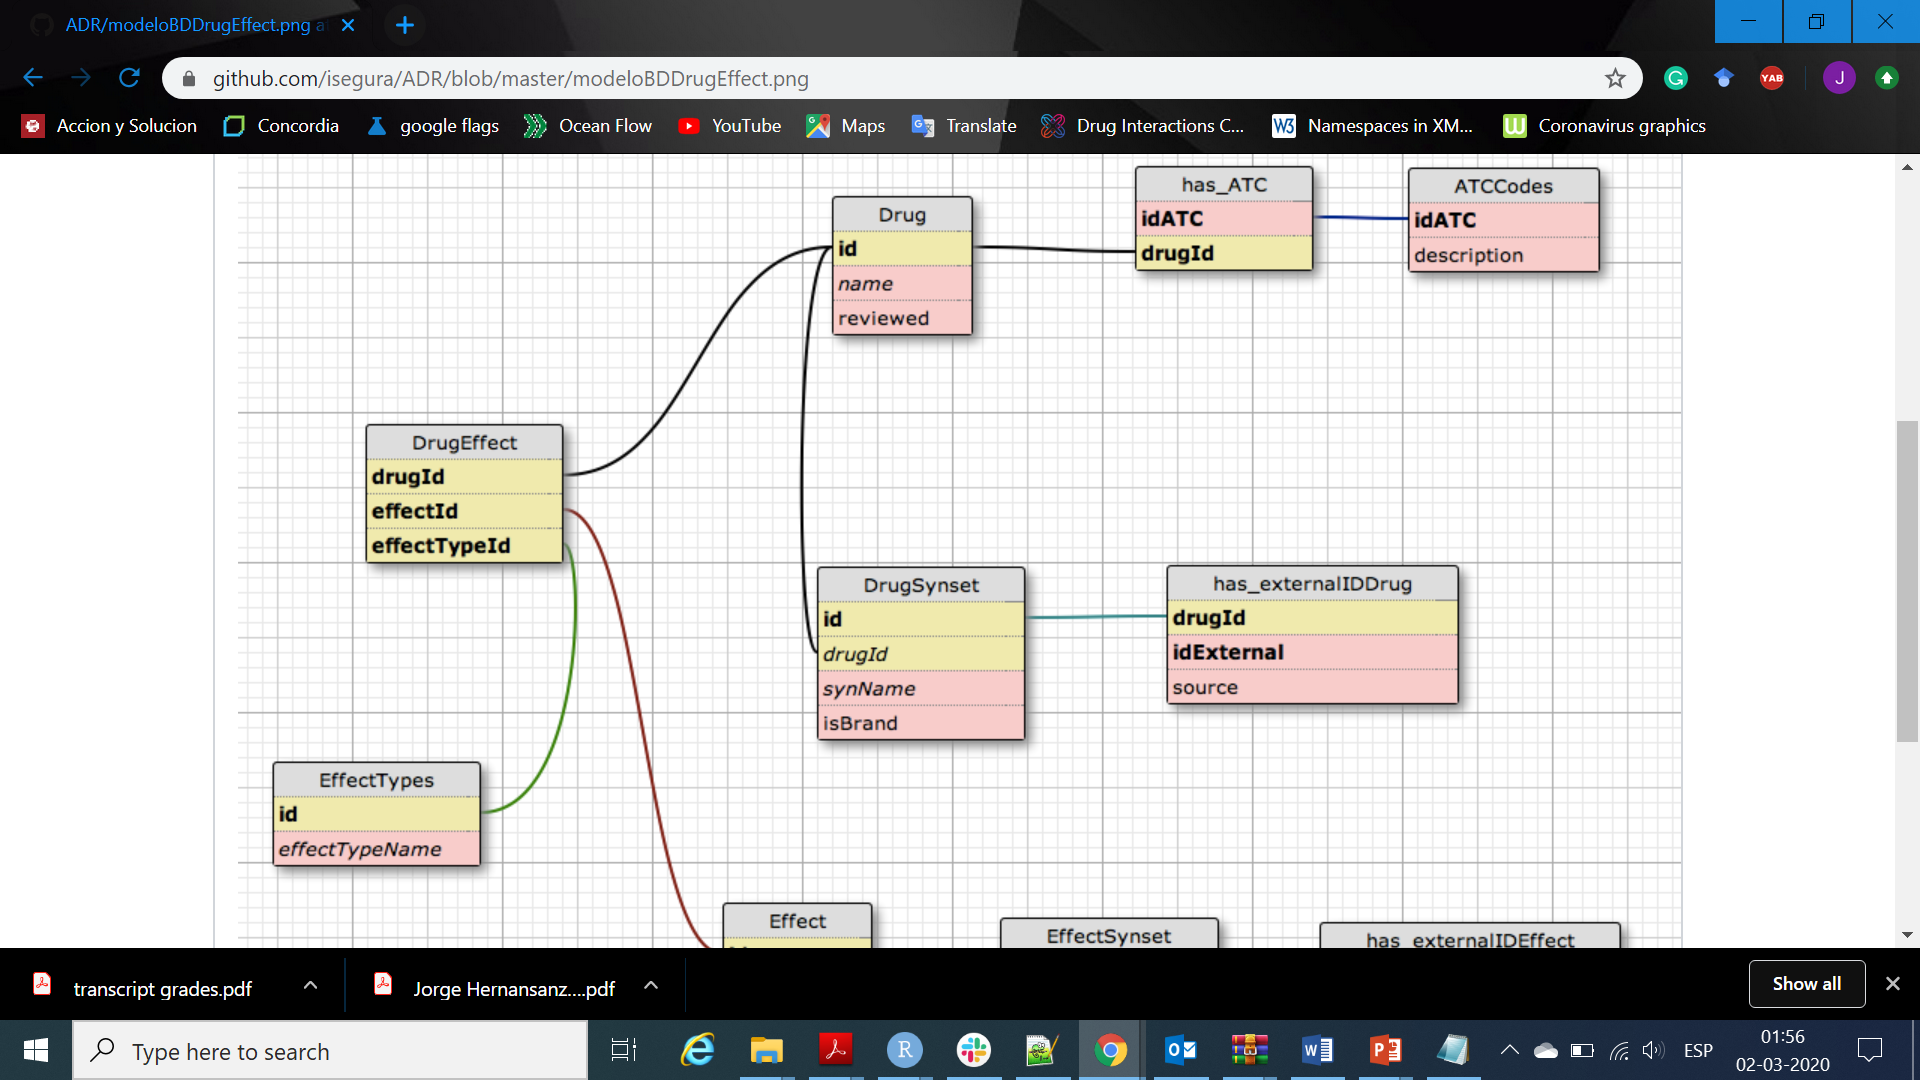 ADR/modeloBDDrugEffect.png a
github.com/isegura/ADR/blob/master/modeloBDDrugEffect.png
YAB
J
Accion y Solucion
Concordia
google flags
Ocean Flow
YouTube
Maps
Translate
Drug Interactions C...
W3
Namespaces in XM...
Coronavirus graphics
has_ATC
idATC
drugId
ATCCodes
idATC
description
Drug
id
name
reviewed
DrugEffect
drugId
effectId
effectTypeId
DrugSynset
id
drugId
synName
isBrand
has_externalIDDrug
drugId
idExternal
source
EffectTypes
id
effectTypeName
Effect
EffectSynset
has_externalIDEffect
transcript grades.pdf
Jorge Hernansanz....pdf
Show all
Type here to search
ESP
01:56
02-03-2020